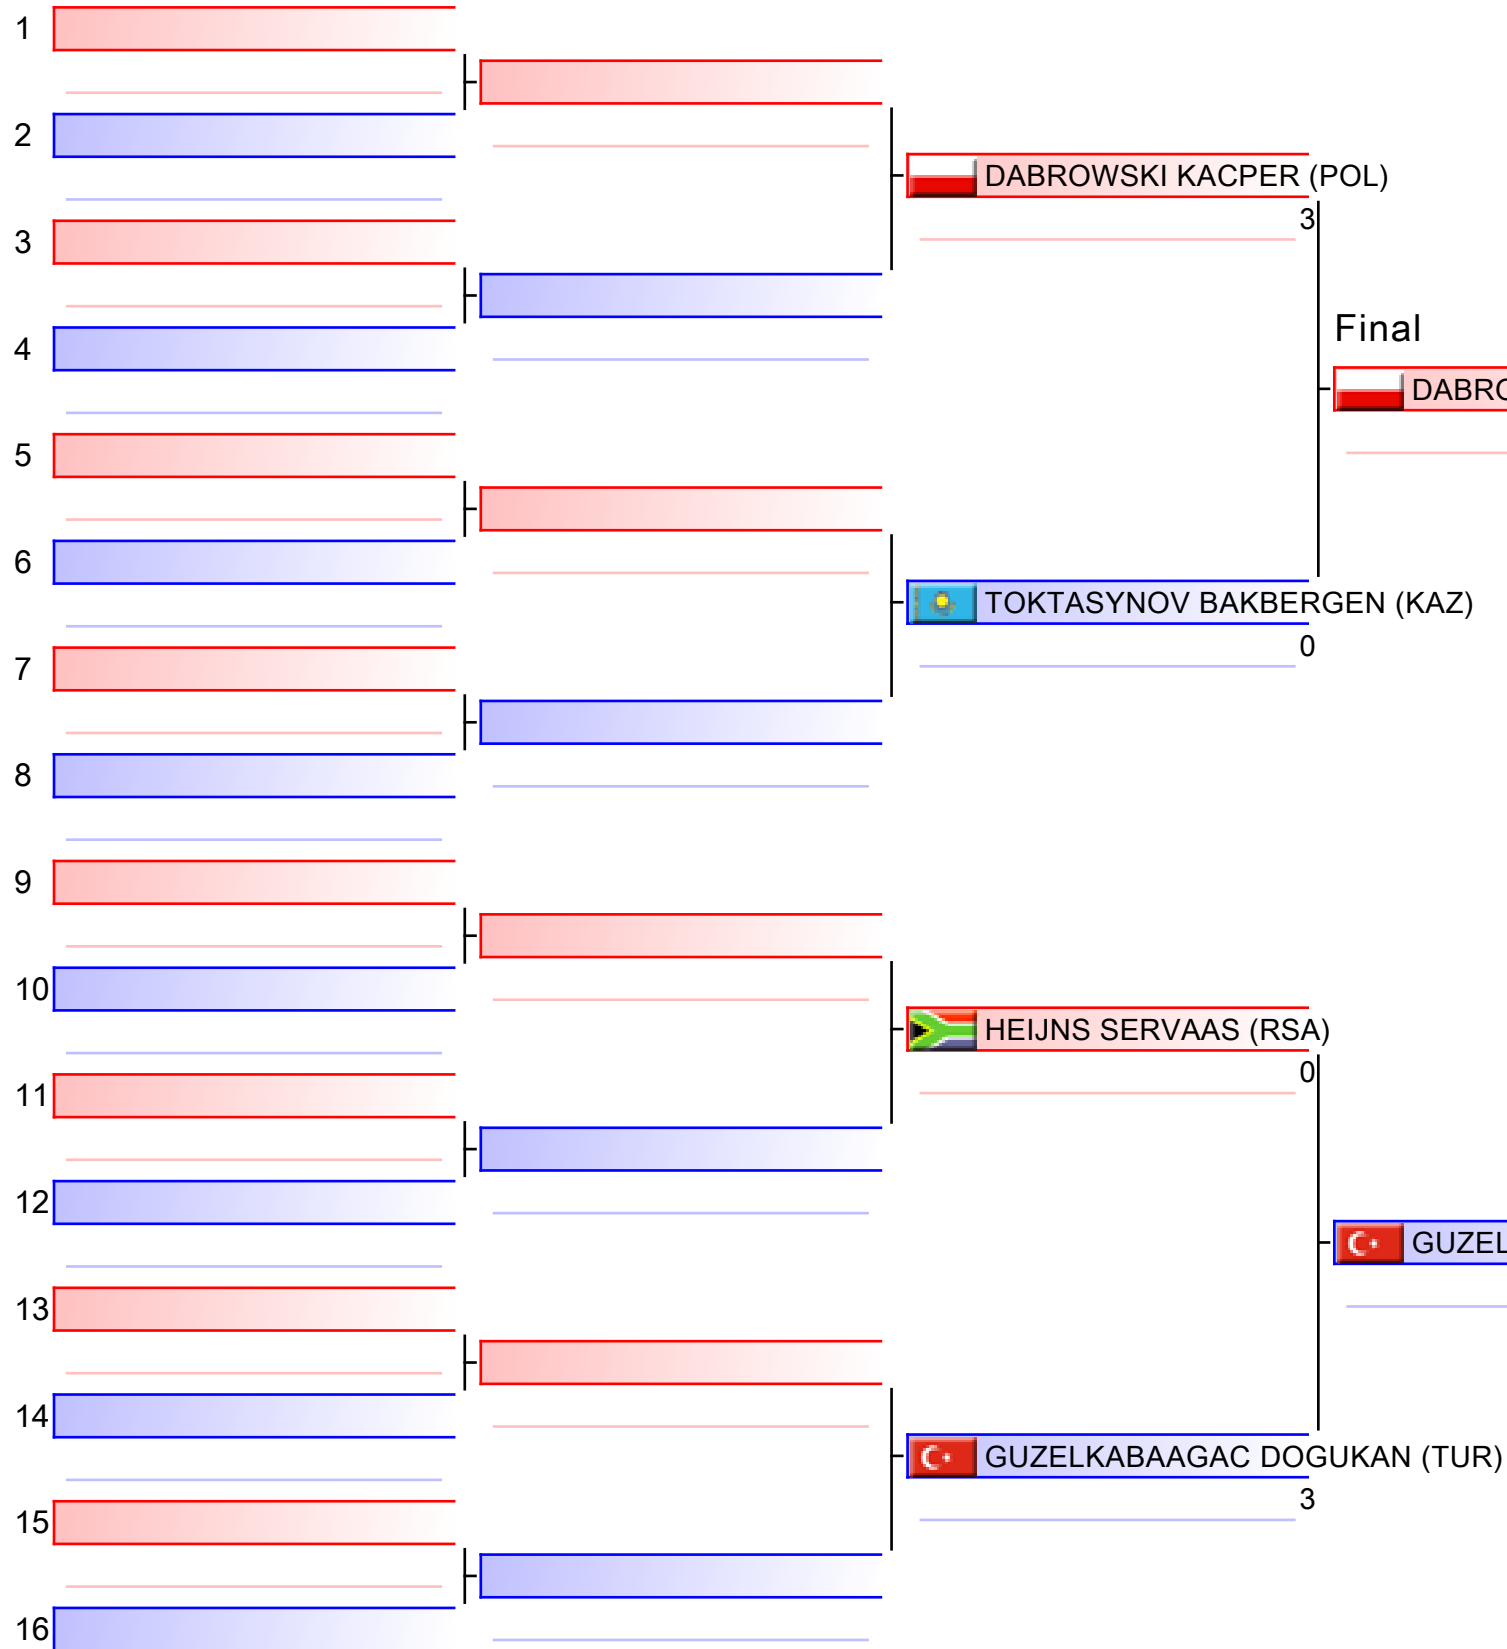 1
2
DABROWSKI KACPER (POL)
3
3
Final
4
DABRO
5
6
TOKTASYNOV BAKBERGEN (KAZ)
0
7
8
9
10
HEIJNS SERVAAS (RSA)
0
11
12
GUZEL
13
14
GUZELKABAAGAC DOGUKAN (TUR)
3
15
16